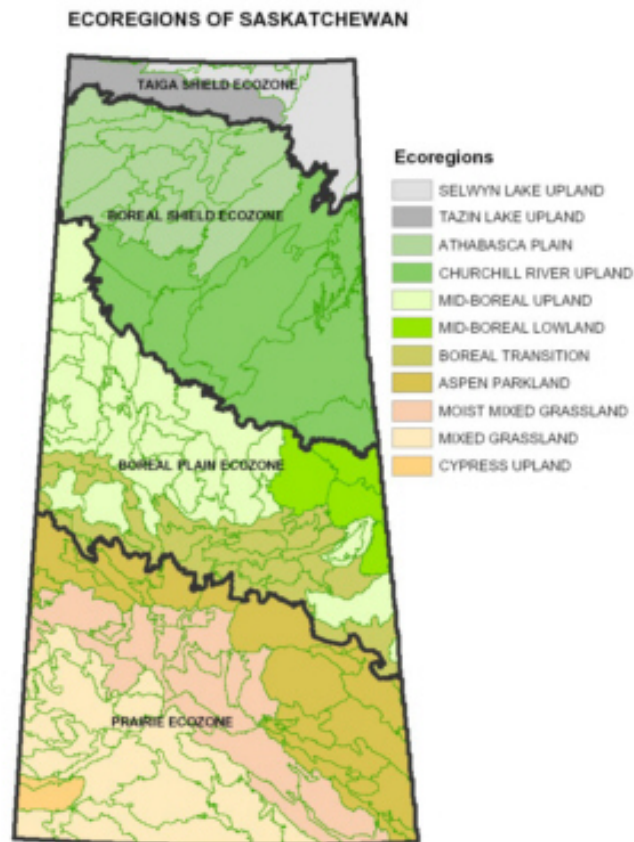 ECOREGIONS OF SASKATCHEWAN
TAIGA SHIELD ECOZONE
BOREAL SHIELD ECOZONE
BOREAL PLAIN ECOZONE
PRAIRIE ECOZONE
Ecoregions
SELWYN LAKE UPLAND
TAZIN LAKE UPLAND
ATHABASCA PLAIN
CHURCHILL RIVER UPLAND
MID-BOREAL UPLAND
MID-BOREAL LOWLAND
BOREAL TRANSITION
ASPEN PARKLAND
MOIST MIXED GRASSLAND
MIXED GRASSLAND
CYPRESS UPLAND